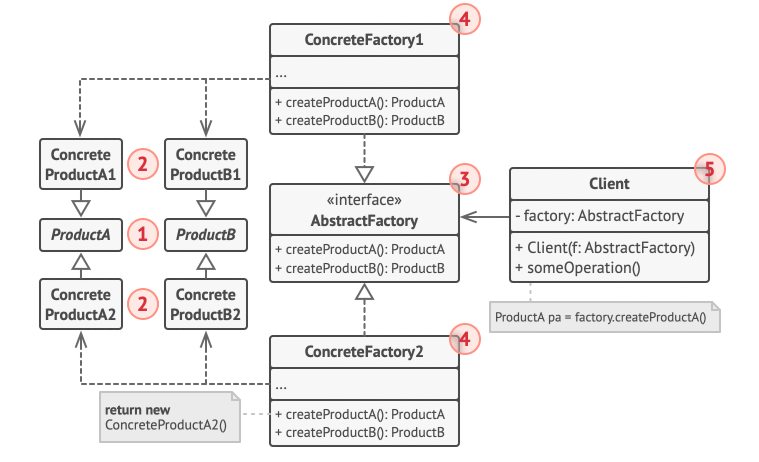 4
ConcreteFactory1
...
+ createProductA(): ProductA
+ createProductB(): ProductB
Concrete
ProductA1
2
Concrete
ProductB1
ProductA
1
ProductB
Concrete
ProductA2
2
Concrete
ProductB2
3
«interface»
AbstractFactory
+ createProductA(): ProductA
+ createProductB(): ProductB
5
Client
- factory: AbstractFactory
+ Client(f: AbstractFactory)
+ someOperation()
ProductA pa = factory.createProductA()
4
ConcreteFactory2
...
+ createProductA(): ProductA
+ createProductB(): ProductB
return new
ConcreteProductA2()